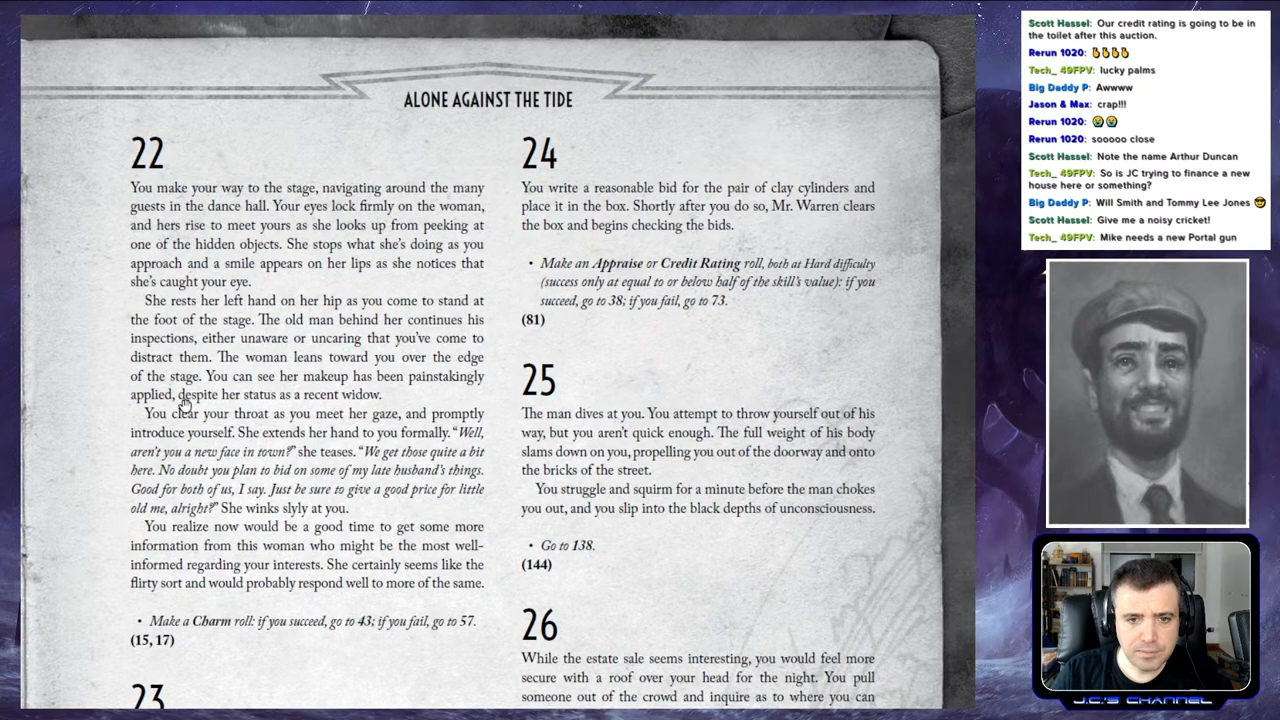 ALONE AGAINST THE TIDE
22
You make your way to the stage, navigating around the many
guests in the dance hall. Your eyes lock firmly on the woman,
and hers rise to meet yours as she looks up from peeking at
one of the hidden objects. She stops what she's doing as you
approach and a smile appears on her lips as she notices that
she's caught your eye.
She rests her left hand on her hip as you come to stand at
the foot of the stage. The old man behind her continues his
inspections, either unaware or uncaring that you've come to
distract them. The woman leans toward you over the edge
of the stage. You can see her makeup has been painstakingly
applied, despite her status as a recent widow.
You clear your throat as you meet her gaze, and promptly
introduce yourself. She extends her hand to you formally. "Well,
aren't you a new face in town?" she teases. "We get those quite a bit
here. No doubt you plan to bid on some of my late husband's things.
Good for both of us, I say. Just be sure to give a good price for little
old me, alright?" She winks slyly at you.
You realize now would be a good time to get some more
information from this woman who might be the most well-
informed regarding your interests. She certainly seems like the
flirty sort and would probably respond well to more of the same.
• Make a Charm roll: if you succeed, go to 43; if you fail, go to 57.
(15, 17)
23
24
You write a reasonable bid for the pair of clay cylinders and
place it in the box. Shortly after you do so, Mr. Warren clears
the box and begins checking the bids.
• Make an Appraise or Credit Rating roll, both at Hard difficulty
(success only at equal to or below half of the skill's value): if you
succeed, go to 38; if you fail, go to 73.
(81)
25
The man dives at you. You attempt to throw yourself out of his
way, but you aren't quick enough. The full weight of his body
slams down on you, propelling you out of the doorway and onto
the bricks of the street.
You struggle and squirm for a minute before the man chokes
you out, and you slip into the black depths of unconsciousness.
• Go to 138.
(144)
26
While the estate sale seems interesting, you would feel more
secure with a roof over your head for the night. You pull
someone out of the crowd and inquire as to where you can
Scott Hassel: Our credit rating is going to be in
the toilet after this auction.
Rerun 1020:
Tech_ 49FPV: lucky palms
Big Daddy P: Awwww
Jason & Max: crap!!!
Rerun 1020: 😭😭
Rerun 1020: sooooo close
Scott Hassel: Note the name Arthur Duncan
Tech_ 49FPV: So is JC trying to finance a new
house here or something?
Big Daddy P: Will Smith and Tommy Lee Jones 😎
Scott Hassel: Give me a noisy cricket!
Tech_ 49FPV: Mike needs a new Portal gun
J.C.'S CHANNEL